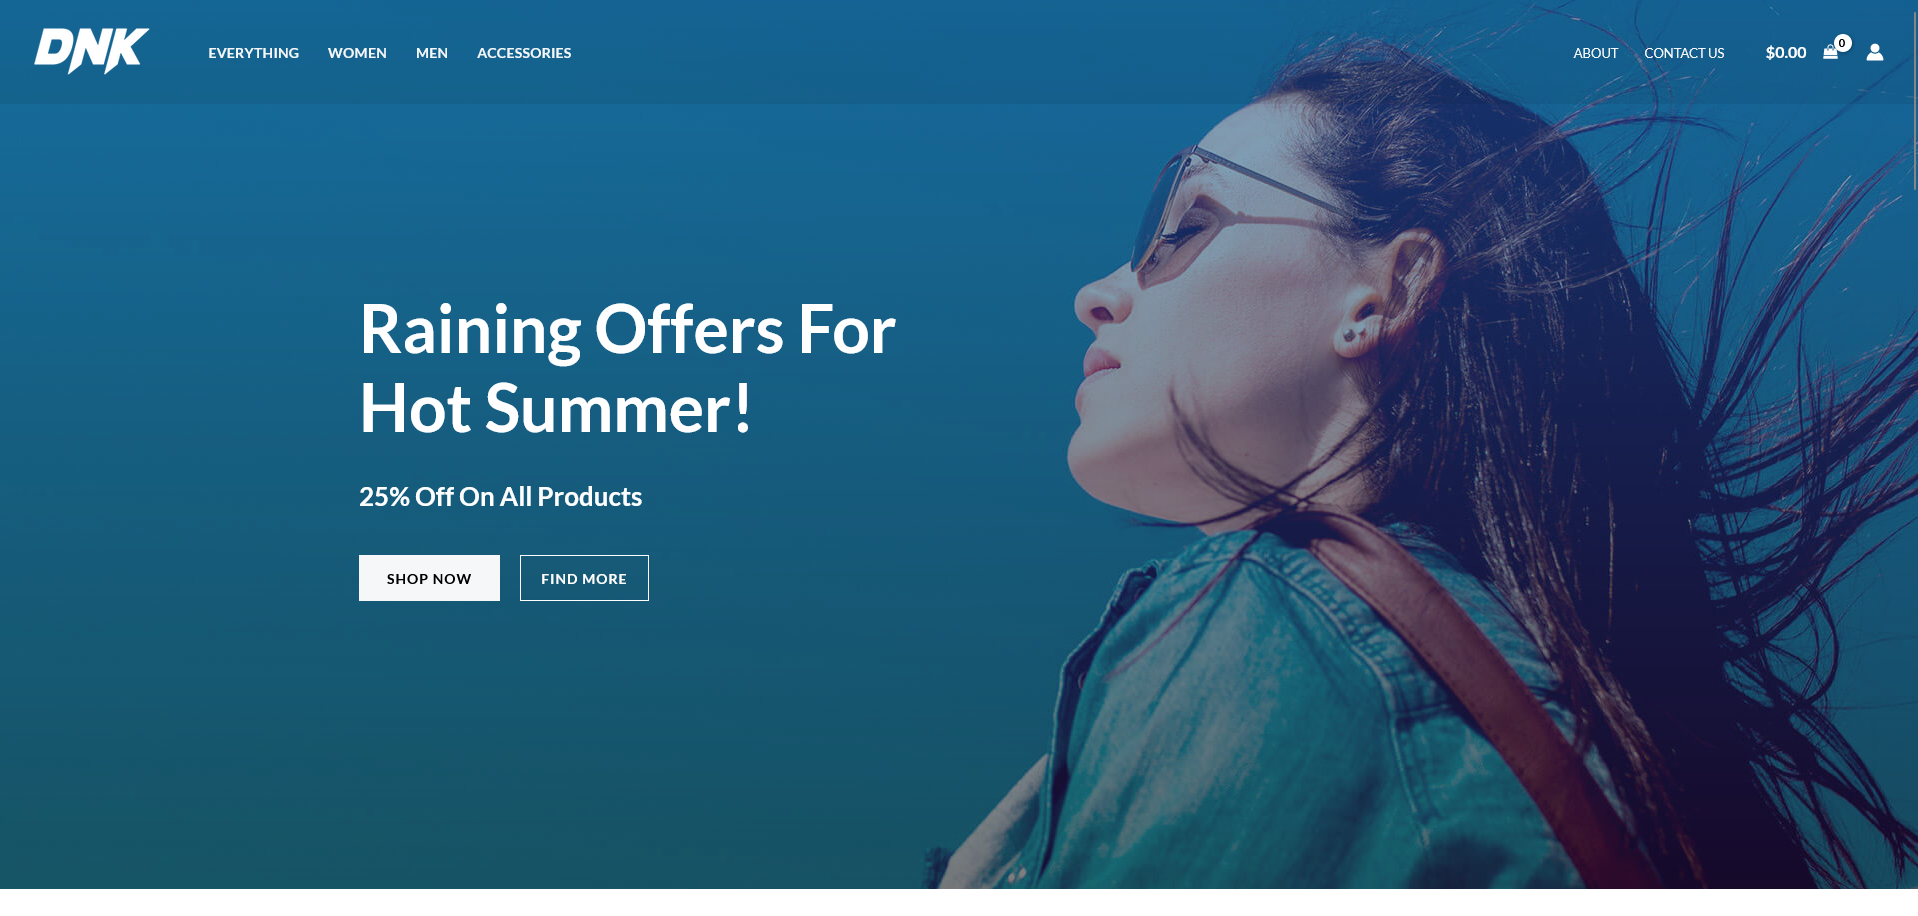 DNK
EVERYTHING WOMEN MEN ACCESSORIES
ABOUT CONTACT US $0.00 0
Raining Offers For
Hot Summer!
25% Off On All Products
SHOP NOW FIND MORE